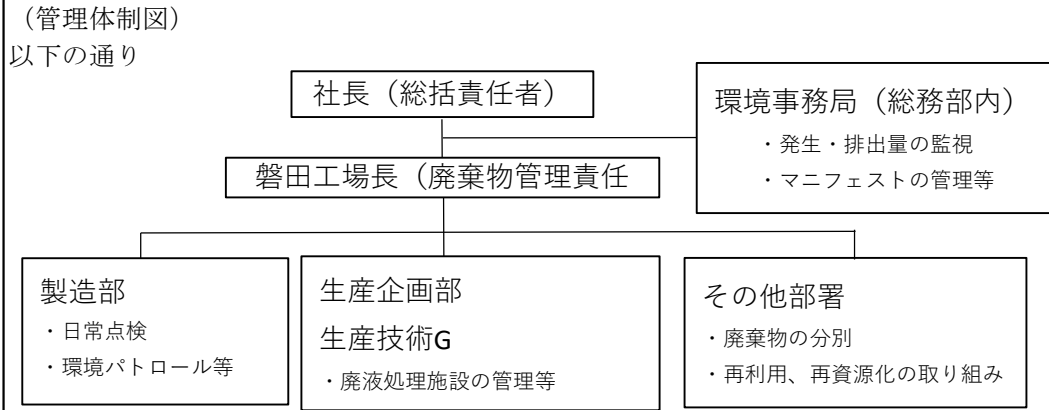 （管理体制図）
以下の通り
社長（総括責任者）
環境事務局（総務部内）
・発生・排出量の監視
・マニフェストの管理等
磐田工場長（廃棄物管理責任
製造部
・日常点検
・環境パトロール等
生産企画部
生産技術G
・廃液処理施設の管理等
その他部署
・廃棄物の分別
・再利用、再資源化の取り組み